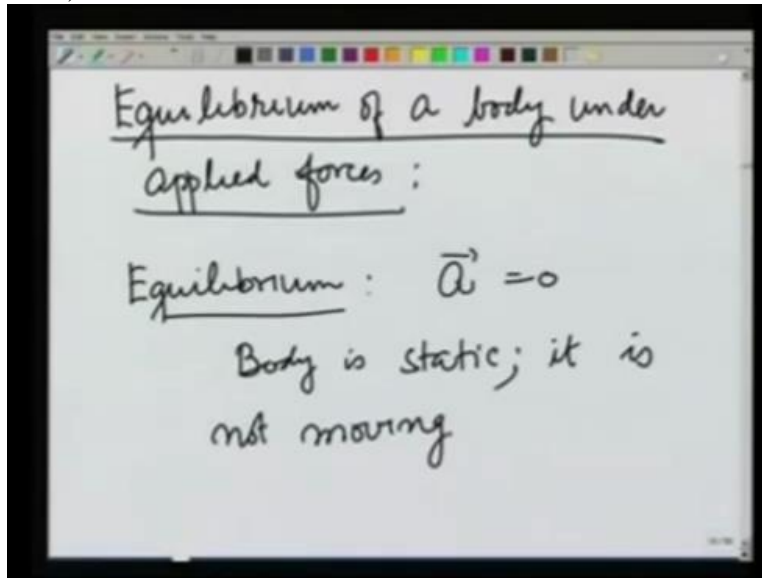 Equilibrium of a body under
applied forces :
Equilibrium : a⃗ = 0
Body is static; it is
not moving